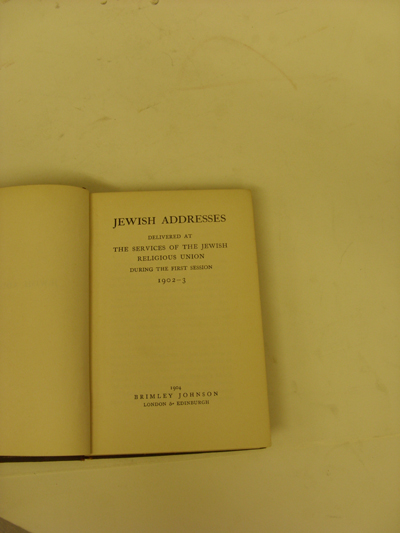 JEWISH ADDRESSES
DELIVERED AT
THE SERVICES OF THE JEWISH
RELIGIOUS UNION
DURING THE FIRST SESSION
1902-3
1904
BRIMLEY JOHNSON
LONDON & EDINBURGH